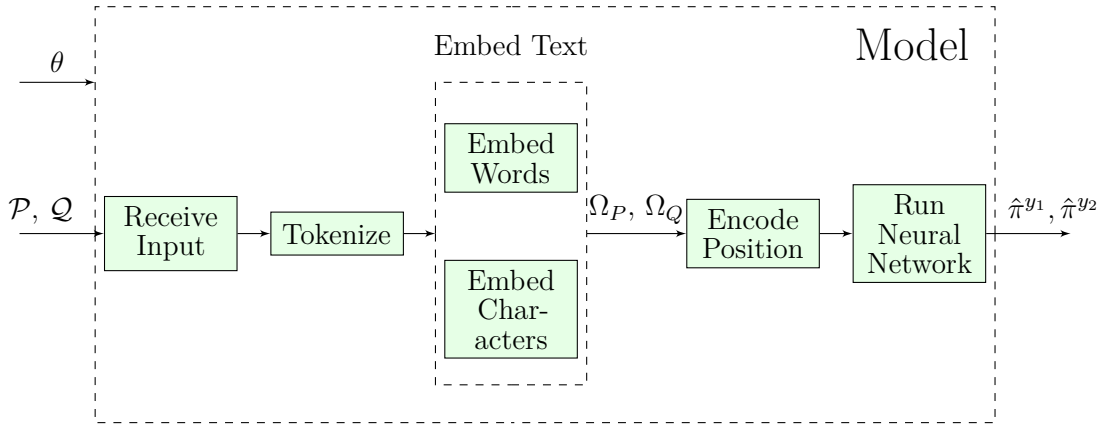 Model
Embed Text
θ
Embed
Words
𝒫, 𝒬
Receive
Input
Tokenize
Embed
Char-
acters
Ω_P, Ω_Q
Encode
Position
Run
Neural
Network
π̂^{y_1}, π̂^{y_2}